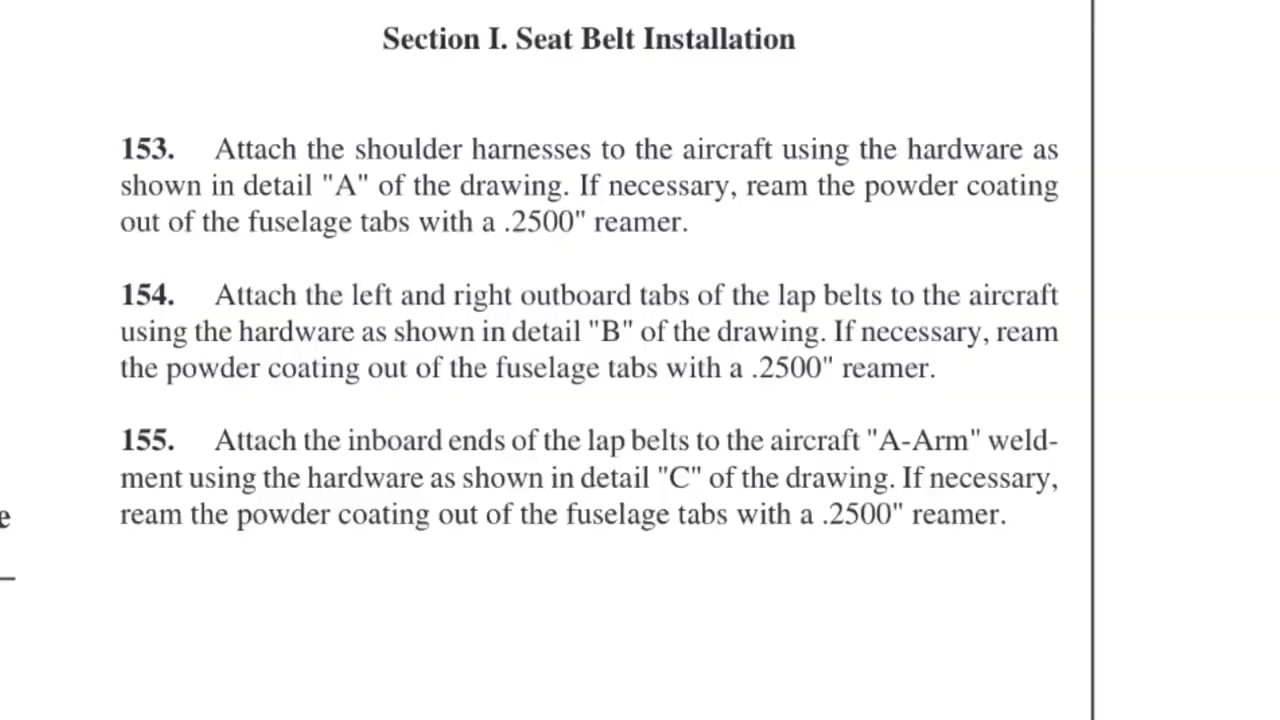 Section I. Seat Belt Installation
153. Attach the shoulder harnesses to the aircraft using the hardware as
shown in detail "A" of the drawing. If necessary, ream the powder coating
out of the fuselage tabs with a .2500" reamer.
154. Attach the left and right outboard tabs of the lap belts to the aircraft
using the hardware as shown in detail "B" of the drawing. If necessary, ream
the powder coating out of the fuselage tabs with a .2500" reamer.
155. Attach the inboard ends of the lap belts to the aircraft "A-Arm" weld-
ment using the hardware as shown in detail "C" of the drawing. If necessary,
ream the powder coating out of the fuselage tabs with a .2500" reamer.
e